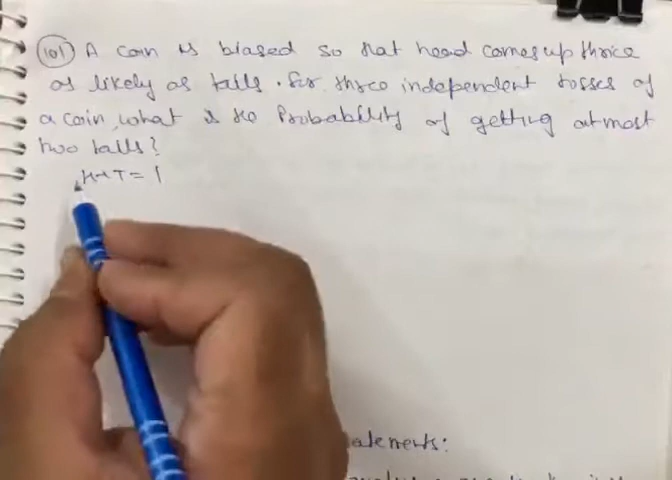 101 A coin is biased so that head comes up thrice
as likely as tails. For three independent tosses of
a coin, what is the Probability of getting atmost
two tails?
H+T=1
atements: